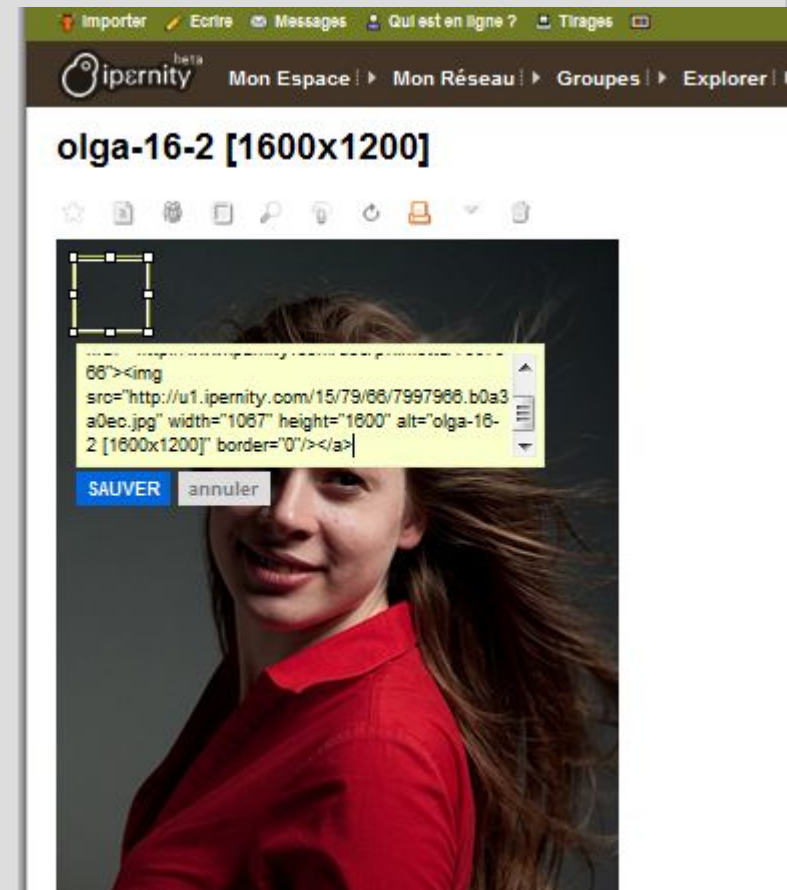 Importer Ecrire Messages Qui est en ligne ? Tirages
ipernity beta Mon Espace Mon Réseau Groupes Explorer
olga-16-2 [1600x1200]
66"><img
src="http://u1.ipernity.com/15/79/66/7997966.b0a3
a0ec.jpg" width="1067" height="1600" alt="olga-16-
2 [1600x1200]" border="0"/></a>
SAUVER annuler